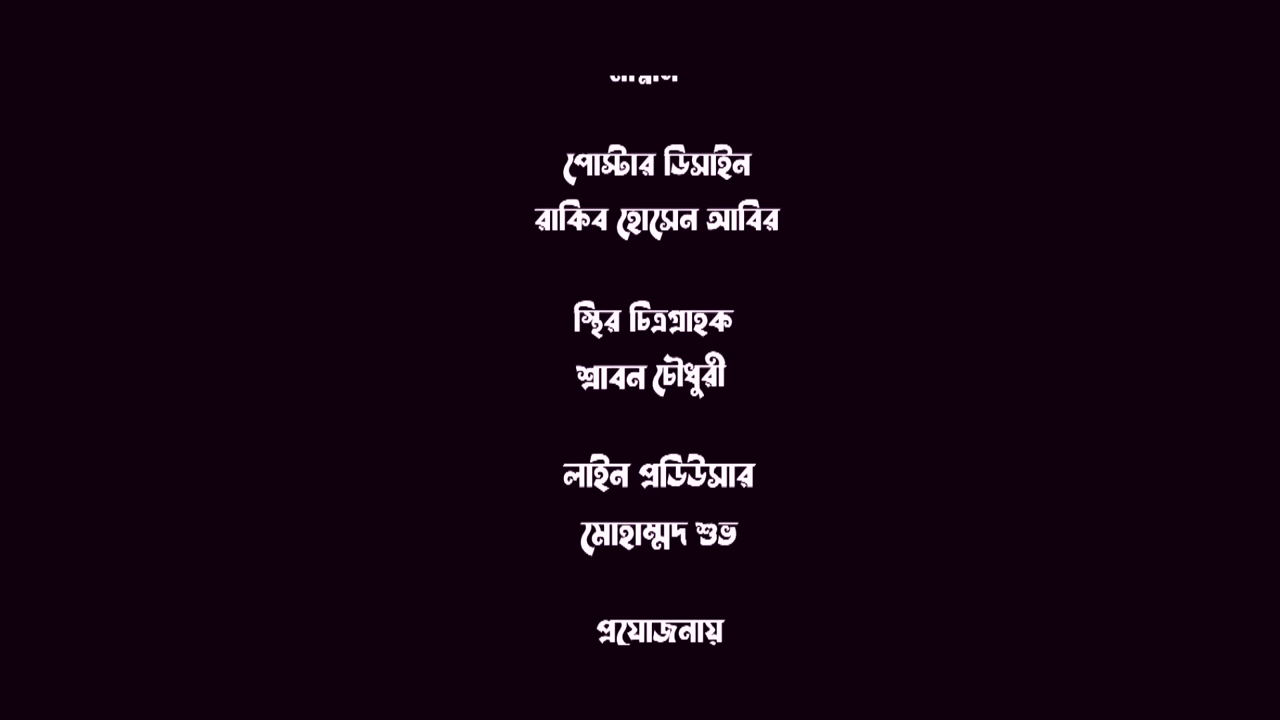 পোস্টার ডিসাইন
রাকিব হোসেন আবির
স্থির চিত্রগ্রাহক
শ্রাবন চৌধুরী
লাইন প্রডিউসার
মোহাম্মদ শুভ
প্রযোজনায়